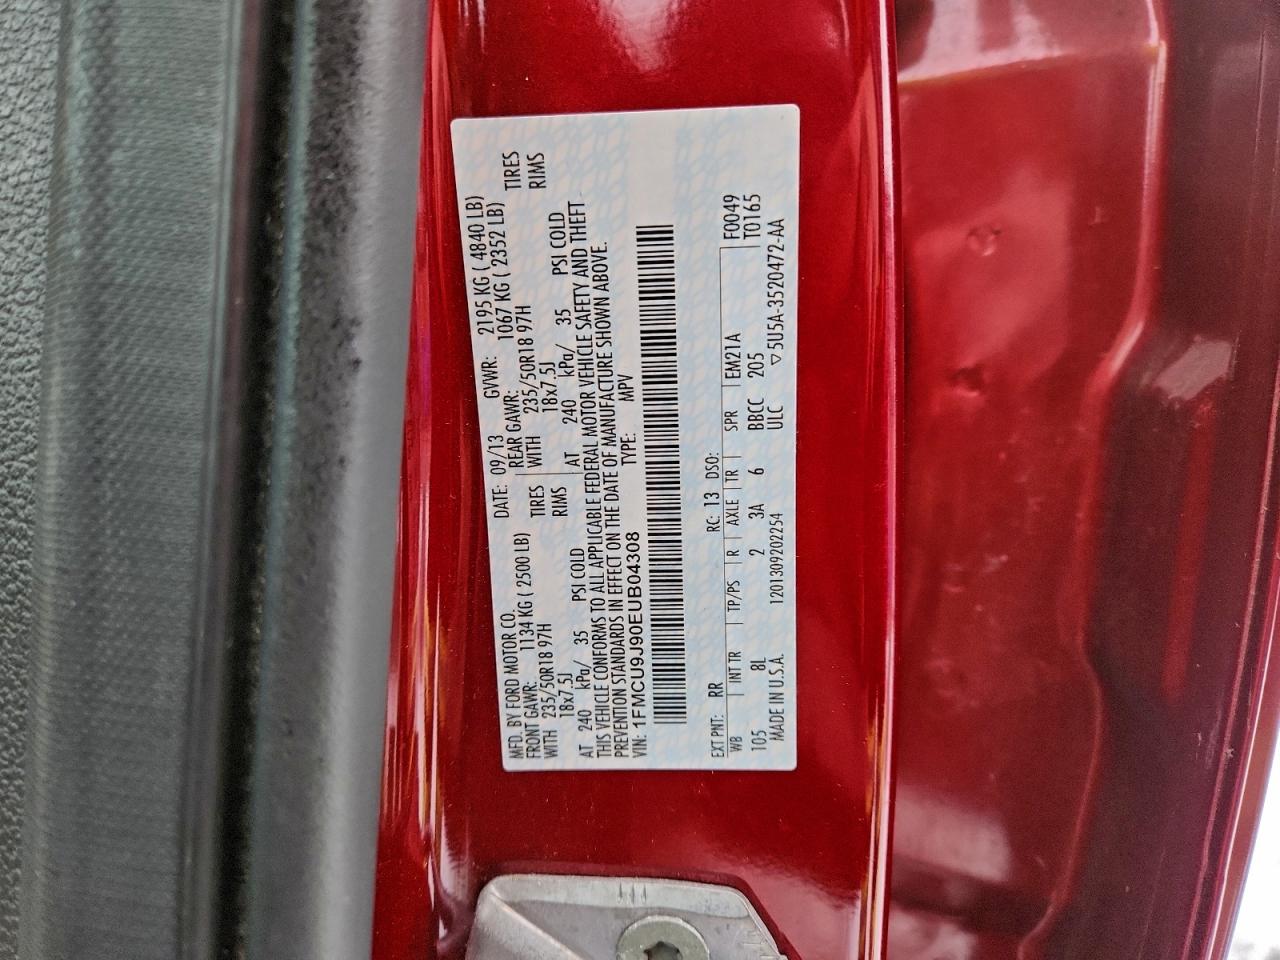 MFD. BY FORD MOTOR CO. DATE: 09/13 GVWR: 2195 KG ( 4840 LB)
FRONT GAWR: 1134 KG ( 2500 LB) REAR GAWR: 1067 KG ( 2352 LB)
WITH 235/50R18 97H TIRES WITH 235/50R18 97H TIRES
18x7.5J RIMS 18x7.5J RIMS
AT 240 kPa/ 35 PSI COLD AT 240 kPa/ 35 PSI COLD
THIS VEHICLE CONFORMS TO ALL APPLICABLE FEDERAL MOTOR VEHICLE SAFETY AND THEFT
PREVENTION STANDARDS IN EFFECT ON THE DATE OF MANUFACTURE SHOWN ABOVE.
VIN: 1FMCU9J90EUB04308 TYPE: MPV
EXT PNT: RR RC: 13 DSO:
WB INT TR TP/PS R AXLE TR SPR EM21A F0049
105 8L 2 3A 6 BBCC 205 T0165
MADE IN U.S.A. 1201309202254 ULC ▽5U5A-3520472-AA